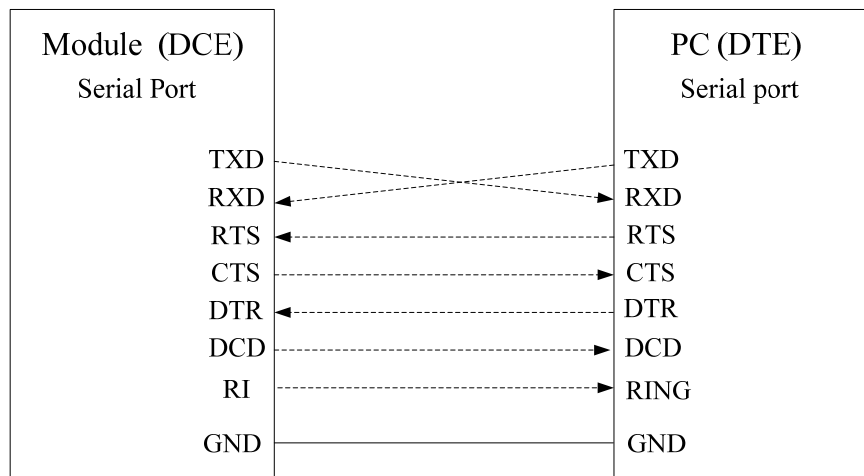 Module (DCE)
Serial Port
TXD
RXD
RTS
CTS
DTR
DCD
RI
GND
PC (DTE)
Serial port
TXD
RXD
RTS
CTS
DTR
DCD
RING
GND